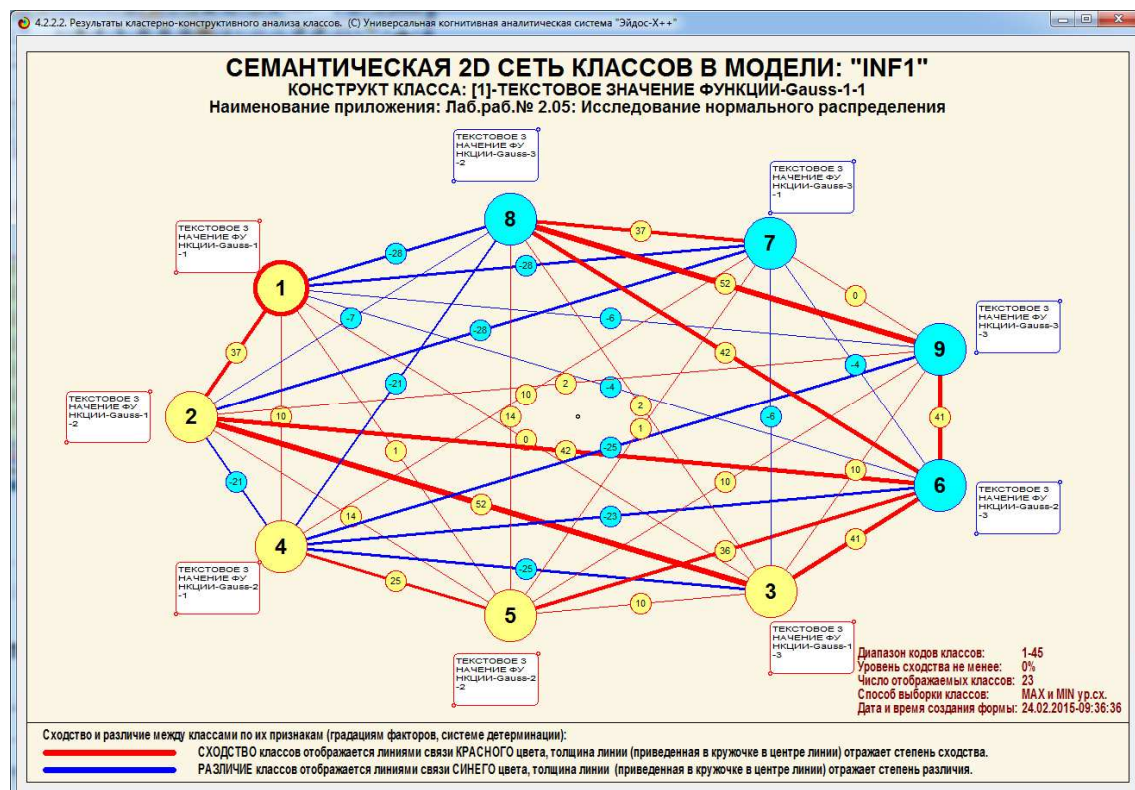 4.2.2.2. Результаты кластерно-конструктивного анализа классов. (C) Универсальная когнитивная аналитическая система "Эйдос-X++"
СЕМАНТИЧЕСКАЯ 2D СЕТЬ КЛАССОВ В МОДЕЛИ: "INF1"
КОНСТРУКТ КЛАССА: [1]-ТЕКСТОВОЕ ЗНАЧЕНИЕ ФУНКЦИИ-Gauss-1-1
Наименование приложения: Лаб.раб.№ 2.05: Исследование нормального распределения
ТЕКСТОВОЕ З
НАЧЕНИЕ ФУ
НКЦИИ-Gauss-3
-2
ТЕКСТОВОЕ З
НАЧЕНИЕ ФУ
НКЦИИ-Gauss-3
-1
8
37
7
ТЕКСТОВОЕ З
НАЧЕНИЕ ФУ
НКЦИИ-Gauss-1
-1
-28
-28
52
1
0
ТЕКСТОВОЕ З
НАЧЕНИЕ ФУ
НКЦИИ-Gauss-3
-3
-7
-28
-6
9
37
42
-4
-21
2
-4
ТЕКСТОВОЕ З
НАЧЕНИЕ ФУ
НКЦИИ-Gauss-1
-2
2
10
10
14
2
1
-6
41
0
1
42
-25
10
-21
52
10
6
ТЕКСТОВОЕ З
НАЧЕНИЕ ФУ
НКЦИИ-Gauss-2
-3
14
-23
4
36
41
-25
25
ТЕКСТОВОЕ З
НАЧЕНИЕ ФУ
НКЦИИ-Gauss-2
-1
5
10
3
ТЕКСТОВОЕ З
НАЧЕНИЕ ФУ
НКЦИИ-Gauss-2
-2
ТЕКСТОВОЕ З
НАЧЕНИЕ ФУ
НКЦИИ-Gauss-1
-3
Диапазон кодов классов: 1-45
Уровень сходства не менее: 0%
Число отображаемых классов: 23
Способ выборки классов: MAX и MIN ур.сх.
Дата и время создания формы: 24.02.2015-09:36:36
Сходство и различие между классами по их признакам (градациям факторов, системе детерминации):
СХОДСТВО классов отображается линиями связи КРАСНОГО цвета, толщина линии (приведенная в кружочке в центре линии) отражает степень сходства.
РАЗЛИЧИЕ классов отображается линиями связи СИНЕГО цвета, толщина линии (приведенная в кружочке в центре линии) отражает степень различия.